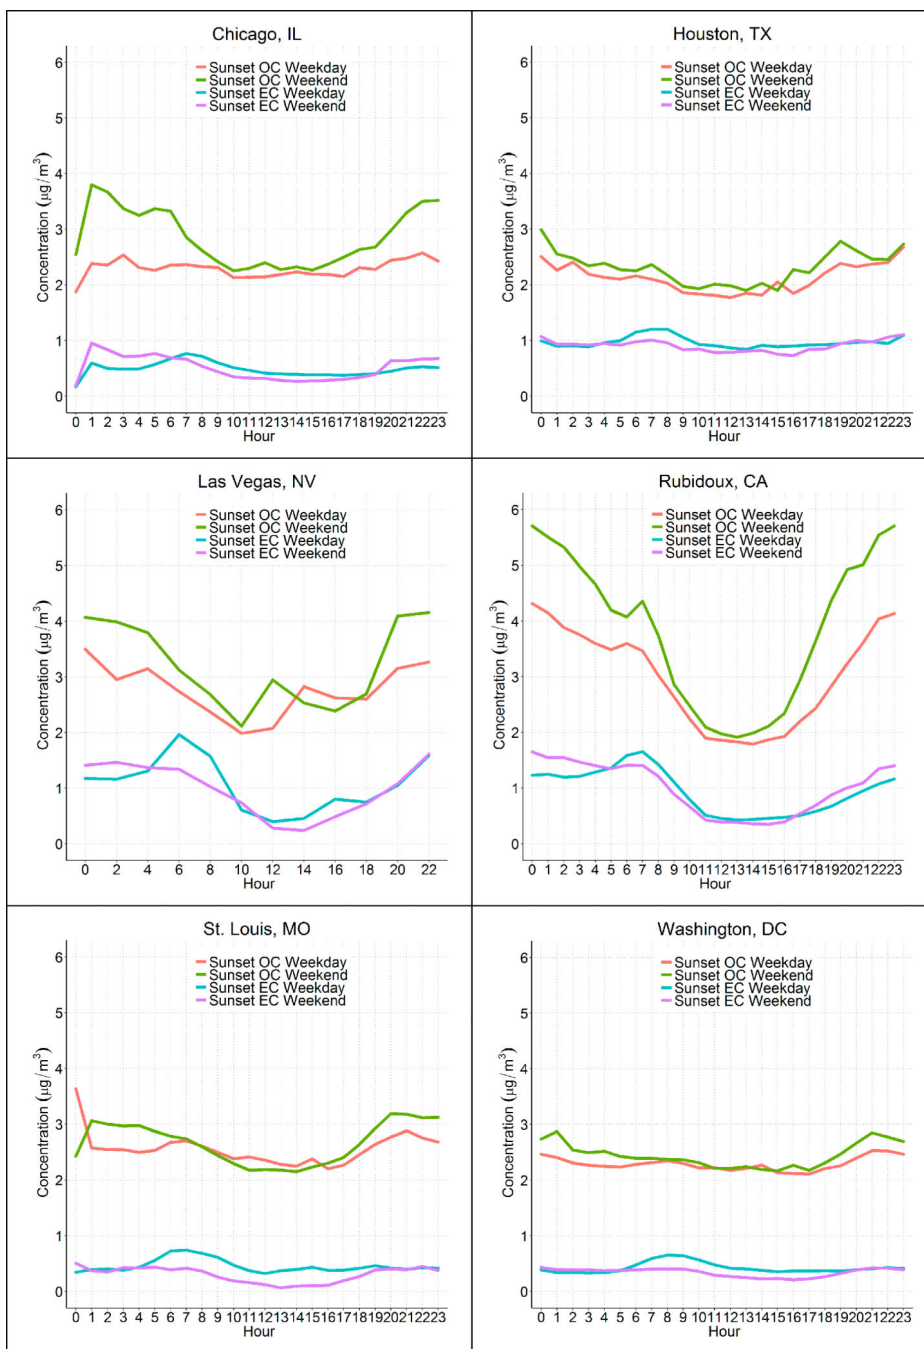 Chicago, IL
6
5
4
3
2
1
0
Concentration (μg/m³)
Sunset OC Weekday
Sunset OC Weekend
Sunset EC Weekday
Sunset EC Weekend
0 1 2 3 4 5 6 7 8 9 10 11 12 13 14 15 16 17 18 19 20 21 22 23
Hour
Houston, TX
6
5
4
3
2
1
0
Concentration (μg/m³)
Sunset OC Weekday
Sunset OC Weekend
Sunset EC Weekday
Sunset EC Weekend
0 1 2 3 4 5 6 7 8 9 10 11 12 13 14 15 16 17 18 19 20 21 22 23
Hour
Las Vegas, NV
6
5
4
3
2
1
0
Concentration (μg/m³)
Sunset OC Weekday
Sunset OC Weekend
Sunset EC Weekday
Sunset EC Weekend
0 2 4 6 8 10 12 14 16 18 20 22
Hour
Rubidoux, CA
6
5
4
3
2
1
0
Concentration (μg/m³)
Sunset OC Weekday
Sunset OC Weekend
Sunset EC Weekday
Sunset EC Weekend
0 1 2 3 4 5 6 7 8 9 10 11 12 13 14 15 16 17 18 19 20 21 22 23
Hour
St. Louis, MO
6
5
4
3
2
1
0
Concentration (μg/m³)
Sunset OC Weekday
Sunset OC Weekend
Sunset EC Weekday
Sunset EC Weekend
0 1 2 3 4 5 6 7 8 9 10 11 12 13 14 15 16 17 18 19 20 21 22 23
Hour
Washington, DC
6
5
4
3
2
1
0
Concentration (μg/m³)
Sunset OC Weekday
Sunset OC Weekend
Sunset EC Weekday
Sunset EC Weekend
0 1 2 3 4 5 6 7 8 9 10 11 12 13 14 15 16 17 18 19 20 21 22 23
Hour